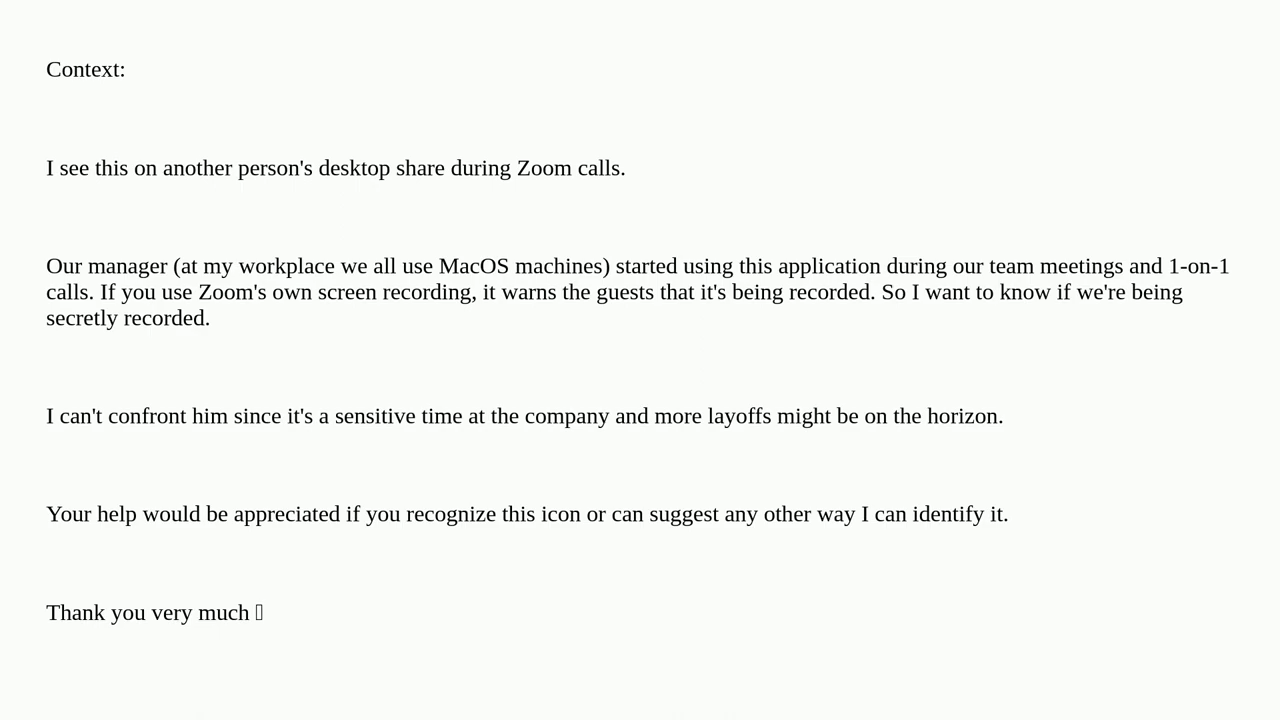 Context:
I see this on another person's desktop share during Zoom calls.
Our manager (at my workplace we all use MacOS machines) started using this application during our team meetings and 1-on-1
calls. If you use Zoom's own screen recording, it warns the guests that it's being recorded. So I want to know if we're being
secretly recorded.
I can't confront him since it's a sensitive time at the company and more layoffs might be on the horizon.
Your help would be appreciated if you recognize this icon or can suggest any other way I can identify it.
Thank you very much